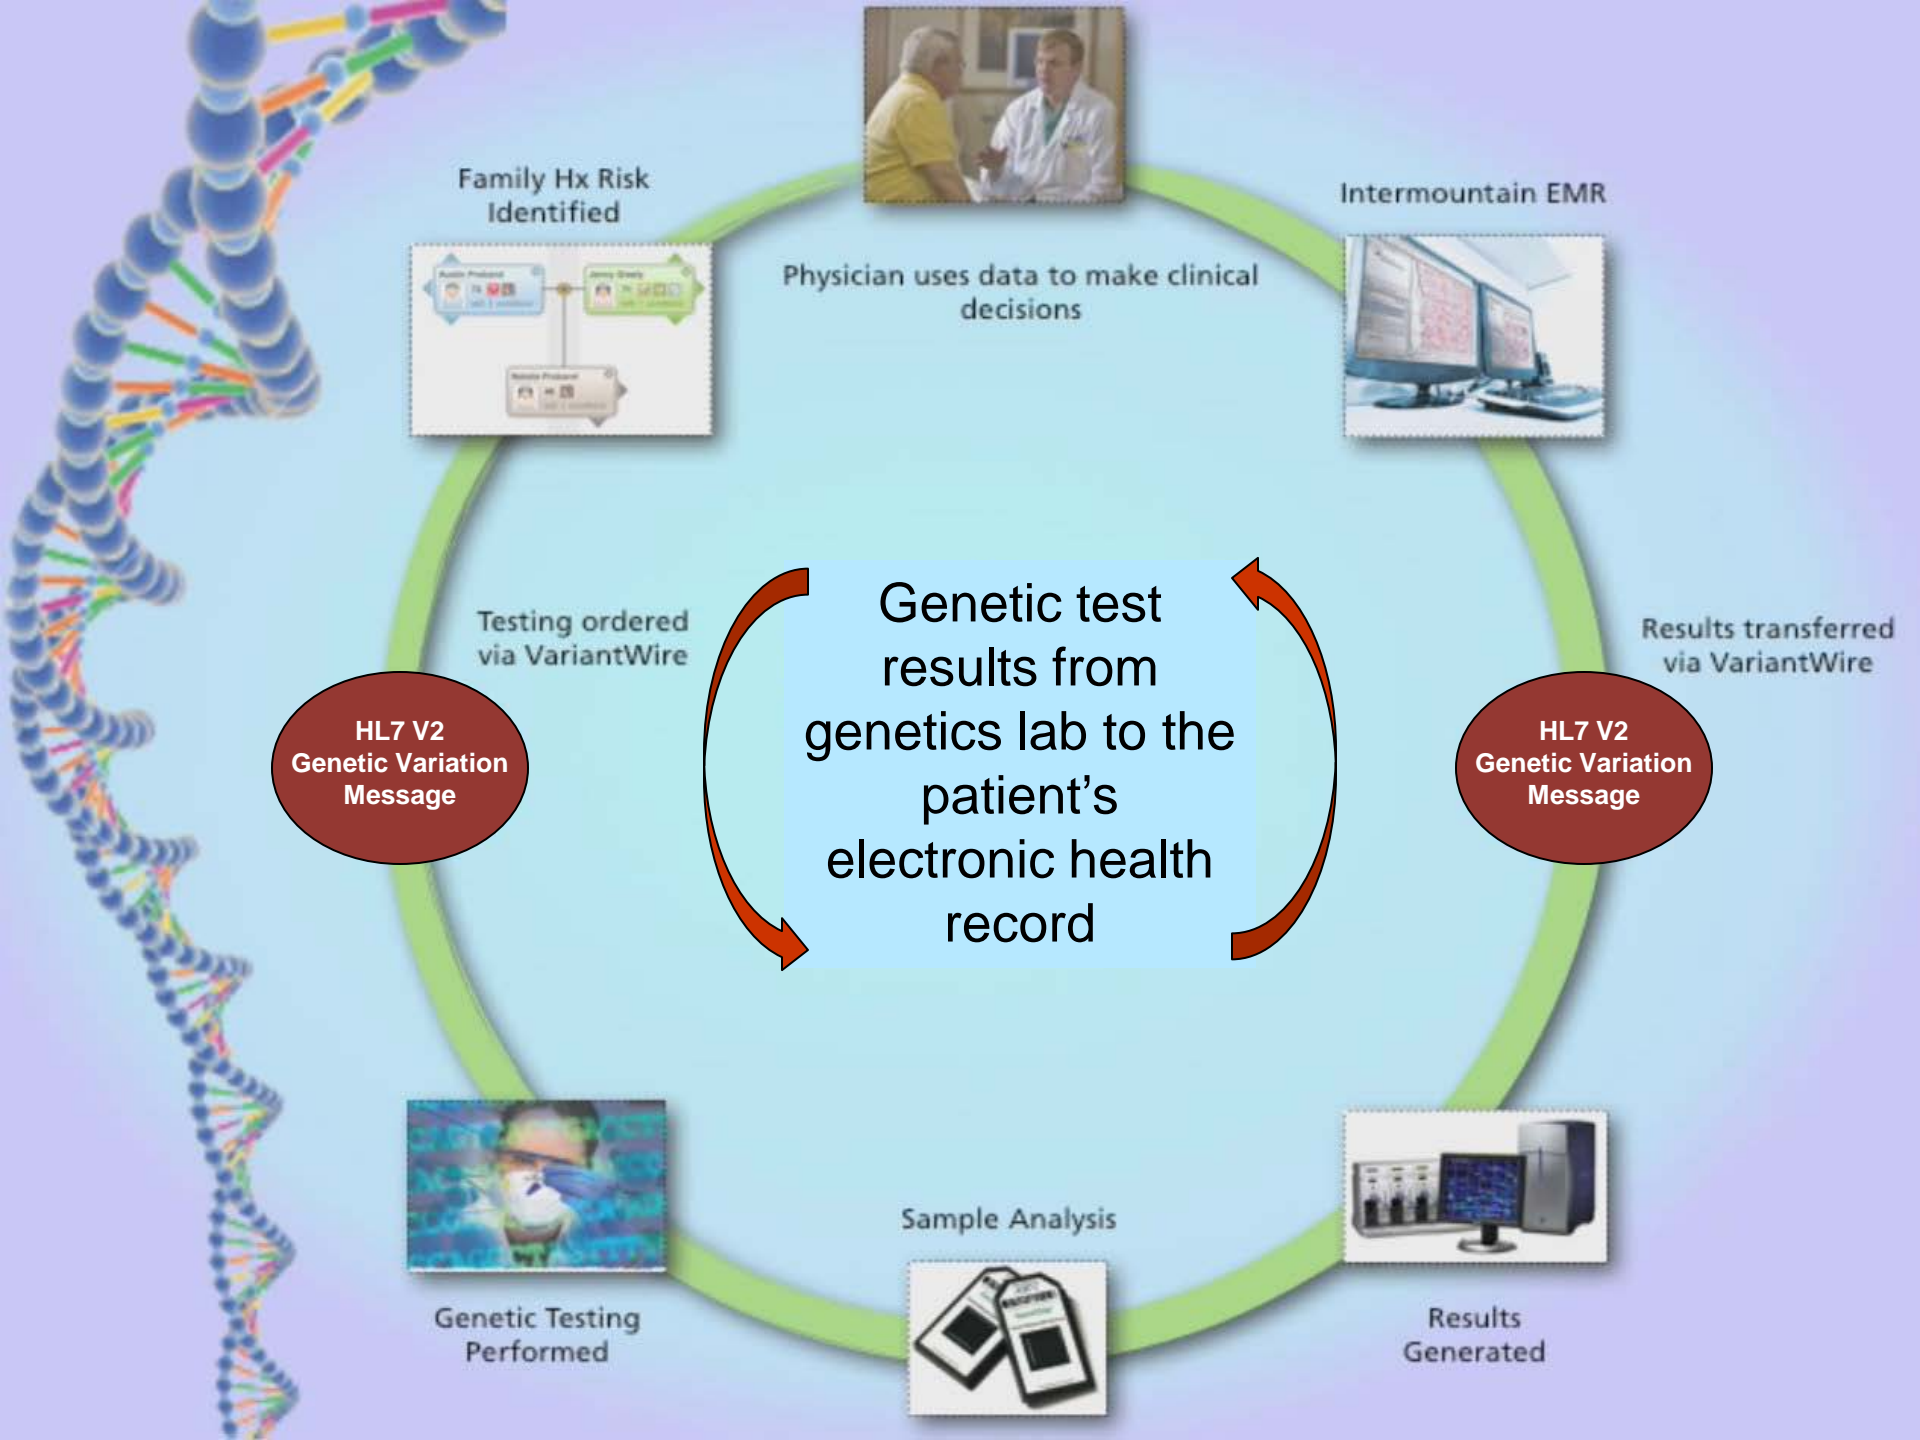 Family Hx Risk
Identified
Physician uses data to make clinical
decisions
Intermountain EMR
Testing ordered
via VariantWire
Results transferred
via VariantWire
HL7 V2
Genetic Variation
Message
Genetic test
results from
genetics lab to the
patient’s
electronic health
record
HL7 V2
Genetic Variation
Message
Genetic Testing
Performed
Sample Analysis
Results
Generated